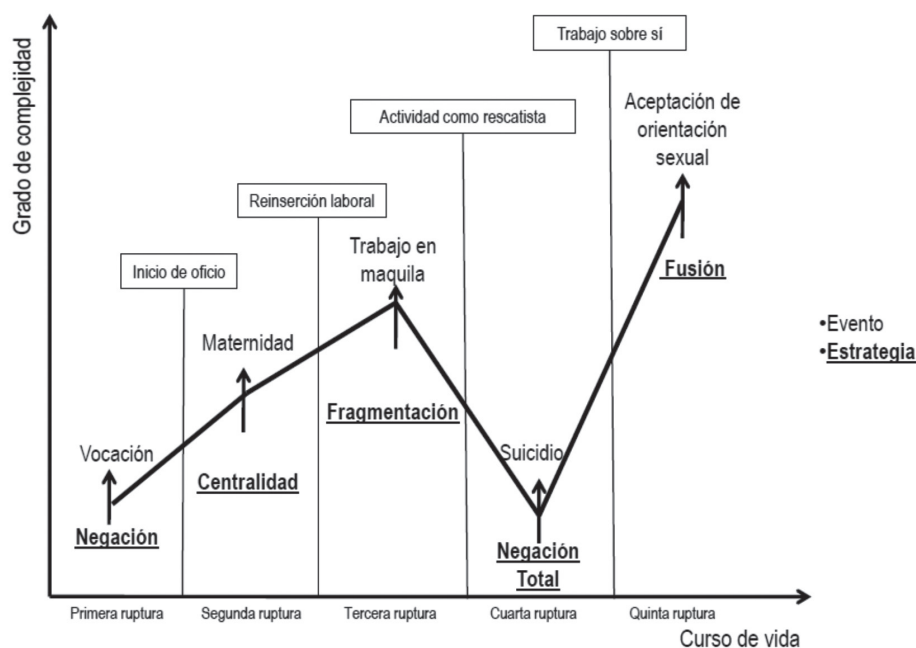 Grado de complejidad
Trabajo sobre sí
Actividad como rescatista
Reinserción laboral
Inicio de oficio
Aceptación de
orientación
sexual
Fusión
Trabajo en
maquila
Fragmentación
Maternidad
Centralidad
Vocación
Negación
Suicidio
Negación
Total
•Evento
•Estrategia
Primera ruptura
Segunda ruptura
Tercera ruptura
Cuarta ruptura
Quinta ruptura
Curso de vida